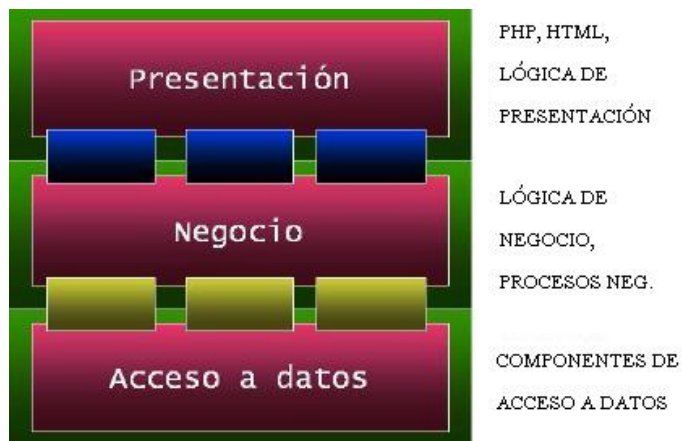 Presentación
PHP, HTML,
LÓGICA DE
PRESENTACIÓN
Negocio
LÓGICA DE
NEGOCIO,
PROCESOS NEG.
Acceso a datos
COMPONENTES DE
ACCESO A DATOS